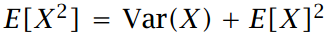 E[X²] = Var(X) + E[X]²